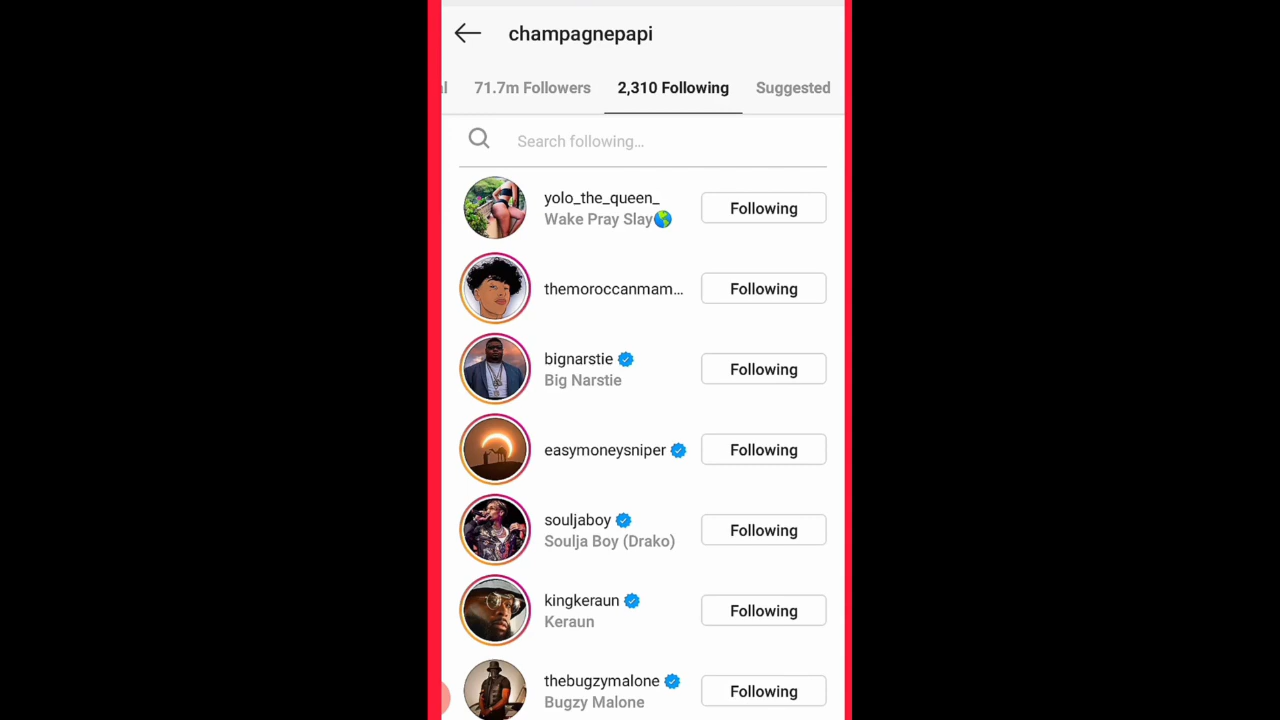 champagnepapi
71.7m Followers 2,310 Following Suggested
Search following...
yolo_the_queen_
Wake Pray Slay🌎
Following
themoroccanmam...
Following
bignarstie
Big Narstie
Following
easymoneysniper
Following
souljaboy
Soulja Boy (Drako)
Following
kingkeraun
Keraun
Following
thebugzymalone
Bugzy Malone
Following